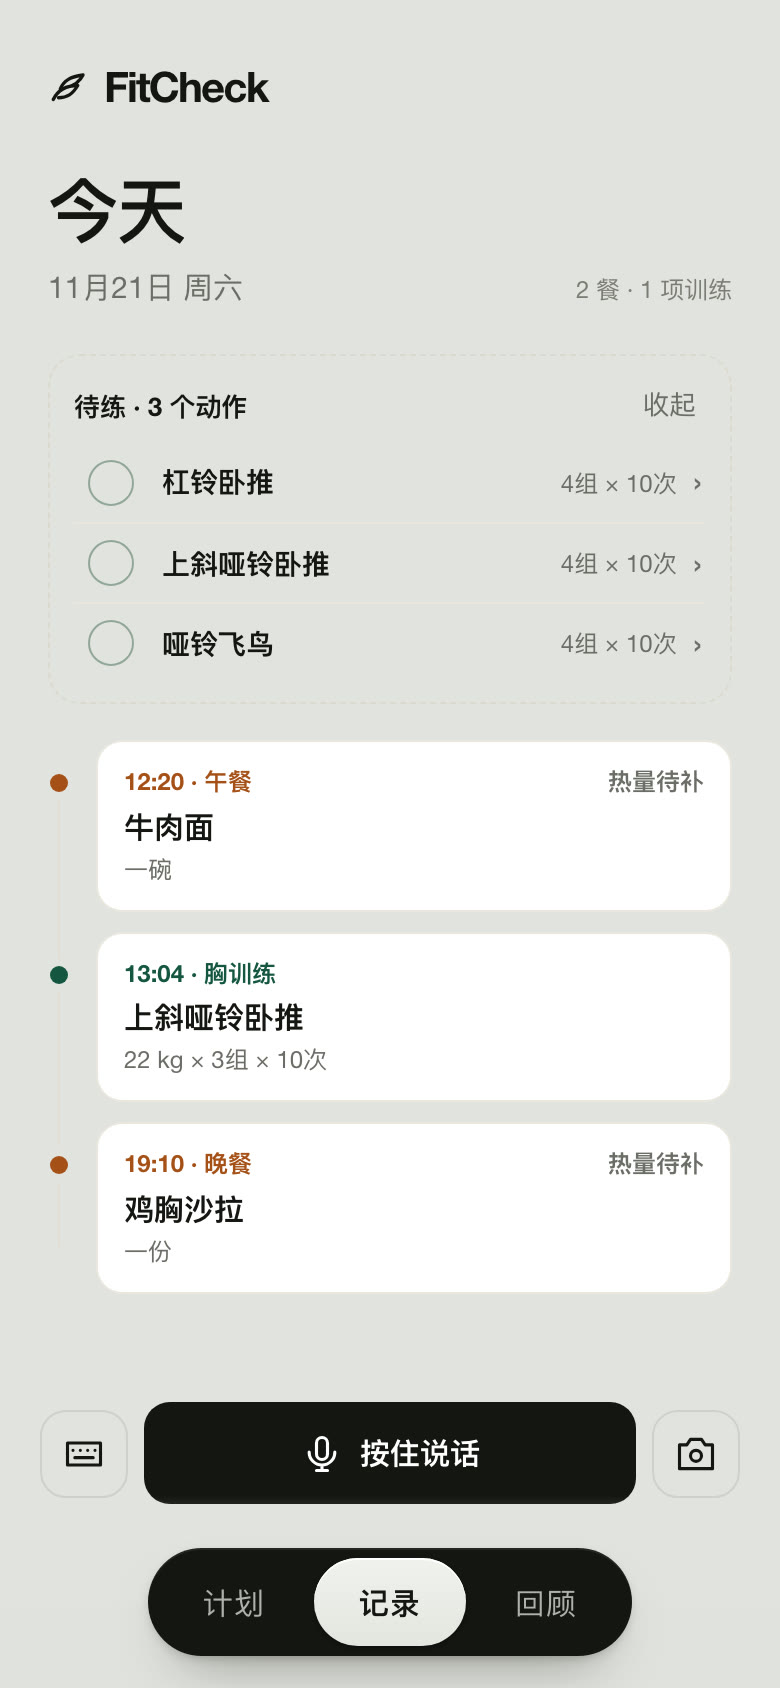 FitCheck
今天
11月21日 周六
2 餐 · 1 项训练
待练 · 3 个动作
收起
杠铃卧推
4组 × 10次 ›
上斜哑铃卧推
4组 × 10次 ›
哑铃飞鸟
4组 × 10次 ›
12:20 · 午餐
热量待补
牛肉面
一碗
13:04 · 胸训练
上斜哑铃卧推
22 kg × 3组 × 10次
19:10 · 晚餐
热量待补
鸡胸沙拉
一份
按住说话
计划
记录
回顾